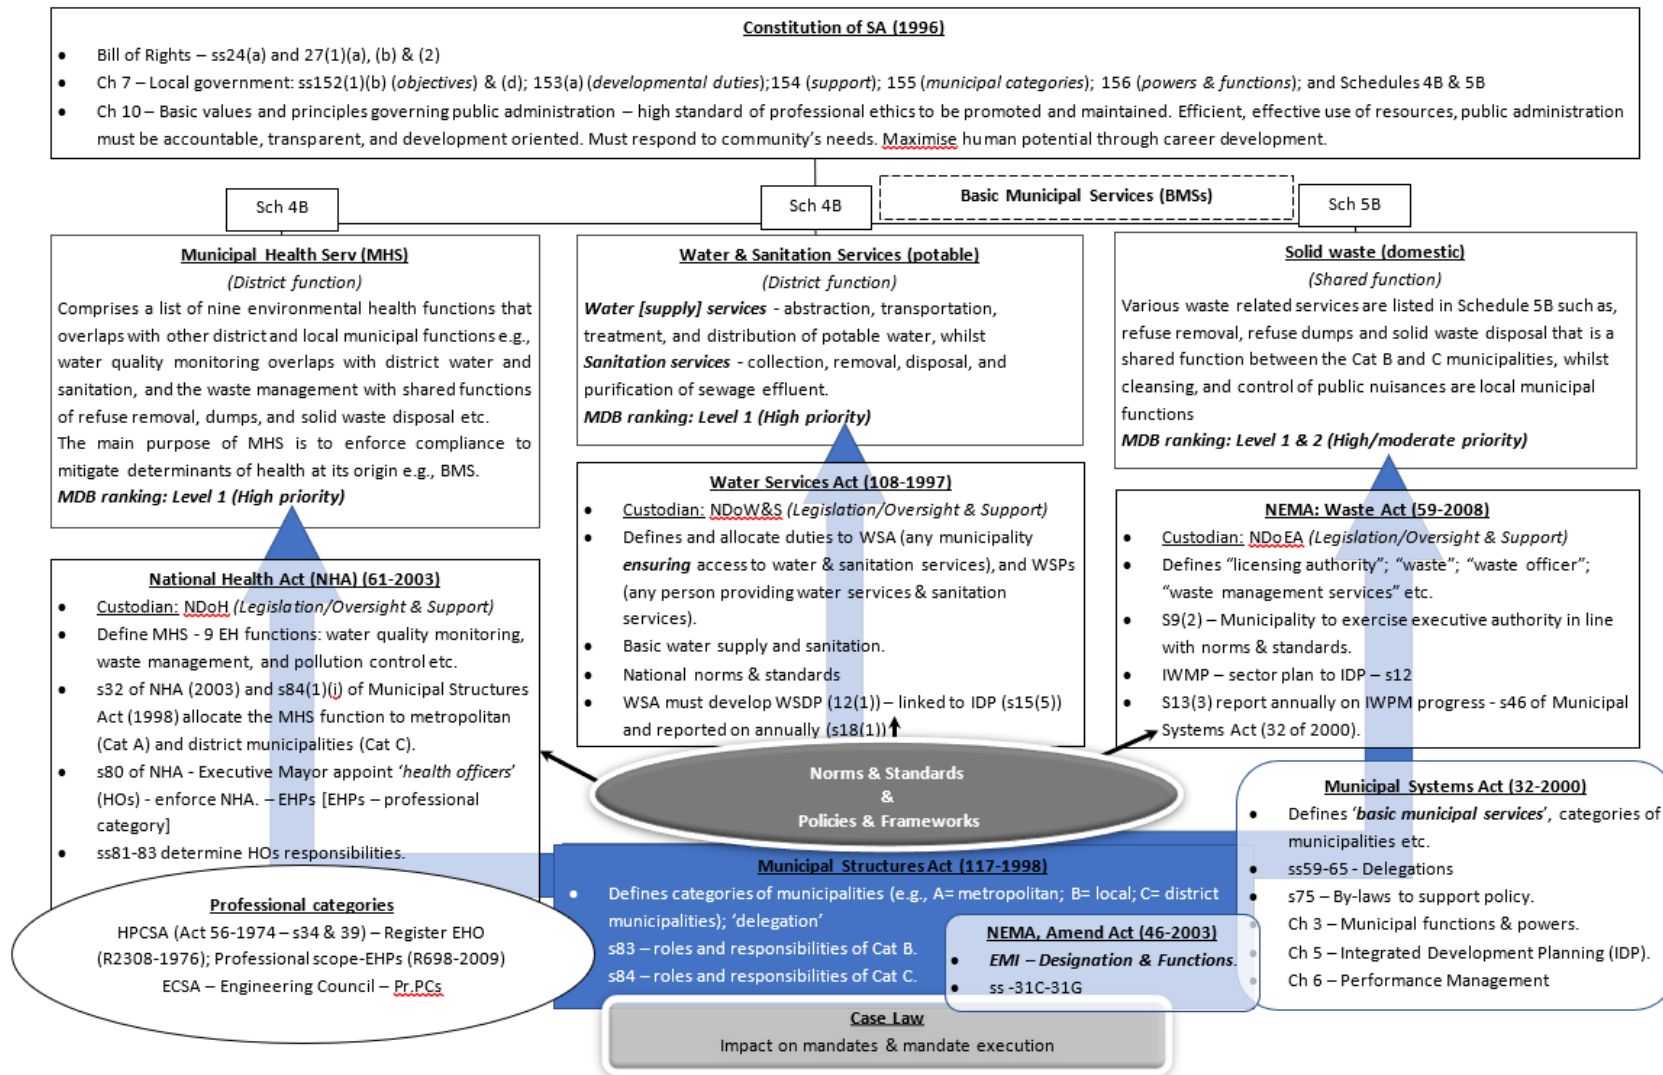 Constitution of SA (1996)
• Bill of Rights – ss24(a) and 27(1)(a), (b) & (2)
• Ch 7 – Local government: ss152(1)(b) (objectives) & (d); 153(a) (developmental duties);154 (support); 155 (municipal categories); 156 (powers & functions); and Schedules 4B & 5B
• Ch 10 – Basic values and principles governing public administration – high standard of professional ethics to be promoted and maintained. Efficient, effective use of resources, public administration
must be accountable, transparent, and development oriented. Must respond to community's needs. Maximise human potential through career development.
Sch 4B
Sch 4B
Basic Municipal Services (BMSs)
Sch 5B
Municipal Health Serv (MHS)
(District function)
Comprises a list of nine environmental health functions that
overlaps with other district and local municipal functions e.g.,
water quality monitoring overlaps with district water and
sanitation, and the waste management with shared functions
of refuse removal, dumps, and solid waste disposal etc.
The main purpose of MHS is to enforce compliance to
mitigate determinants of health at its origin e.g., BMS.
MDB ranking: Level 1 (High priority)
Water & Sanitation Services (potable)
(District function)
Water [supply] services - abstraction, transportation,
treatment, and distribution of potable water, whilst
Sanitation services - collection, removal, disposal, and
purification of sewage effluent.
MDB ranking: Level 1 (High priority)
Solid waste (domestic)
(Shared function)
Various waste related services are listed in Schedule 5B such as,
refuse removal, refuse dumps and solid waste disposal that is a
shared function between the Cat B and C municipalities, whilst
cleansing, and control of public nuisances are local municipal
functions
MDB ranking: Level 1 & 2 (High/moderate priority)
National Health Act (NHA) (61-2003)
• Custodian: NDoH (Legislation/Oversight & Support)
• Define MHS - 9 EH functions: water quality monitoring,
waste management, and pollution control etc.
• s32 of NHA (2003) and s84(1)(i) of Municipal Structures
Act (1998) allocate the MHS function to metropolitan
(Cat A) and district municipalities (Cat C).
• s80 of NHA - Executive Mayor appoint 'health officers'
(HOs) - enforce NHA. – EHPs [EHPs – professional
category]
• ss81-83 determine HOs responsibilities.
Water Services Act (108-1997)
• Custodian: NDoW&S (Legislation/Oversight & Support)
• Defines and allocate duties to WSA (any municipality
ensuring access to water & sanitation services), and WSPs
(any person providing water services & sanitation
services).
• Basic water supply and sanitation.
• National norms & standards
• WSA must develop WSDP (12(1)) – linked to IDP (s15(5))
and reported on annually (s18(1))
NEMA: Waste Act (59-2008)
• Custodian: NDoEA (Legislation/Oversight & Support)
• Defines "licensing authority"; "waste"; "waste officer";
"waste management services" etc.
• S9(2) – Municipality to exercise executive authority in line
with norms & standards.
• IWMP – sector plan to IDP – s12
• S13(3) report annually on IWPM progress - s46 of Municipal
Systems Act (32 of 2000).
Norms & Standards
&
Policies & Frameworks
Municipal Systems Act (32-2000)
• Defines 'basic municipal services', categories of
municipalities etc.
• ss59-65 - Delegations
• s75 – By-laws to support policy.
• Ch 3 – Municipal functions & powers.
• Ch 5 – Integrated Development Planning (IDP).
• Ch 6 – Performance Management
Municipal Structures Act (117-1998)
• Defines categories of municipalities (e.g., A= metropolitan; B= local; C= district
municipalities); 'delegation'
s83 – roles and responsibilities of Cat B.
s84 – roles and responsibilities of Cat C.
NEMA, Amend Act (46-2003)
• EMI – Designation & Functions.
• ss -31C-31G
Professional categories
HPCSA (Act 56-1974 – s34 & 39) – Register EHO
(R2308-1976); Professional scope-EHPs (R698-2009)
ECSA – Engineering Council – Pr.PCs
Case Law
Impact on mandates & mandate execution